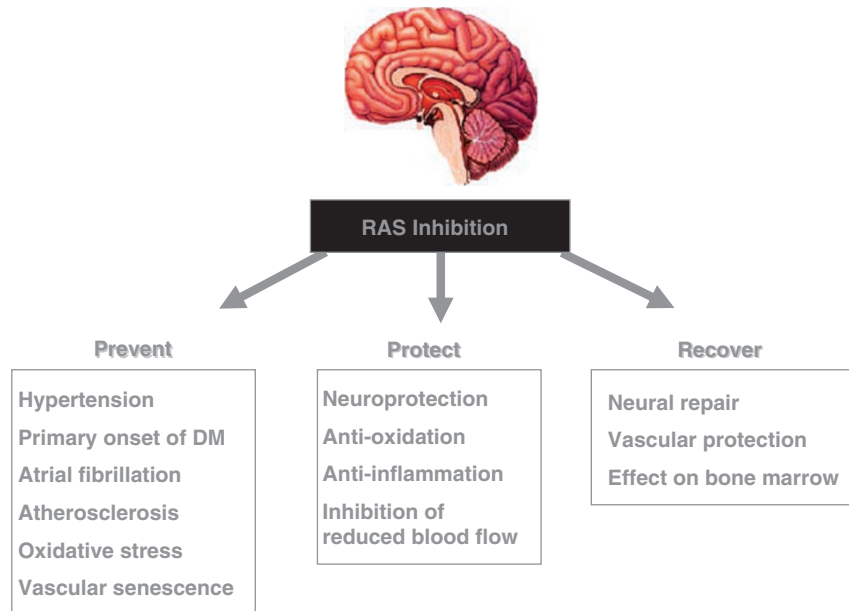 RAS Inhibition
Prevent
Hypertension
Primary onset of DM
Atrial fibrillation
Atherosclerosis
Oxidative stress
Vascular senescence
Protect
Neuroprotection
Anti-oxidation
Anti-inflammation
Inhibition of
reduced blood flow
Recover
Neural repair
Vascular protection
Effect on bone marrow